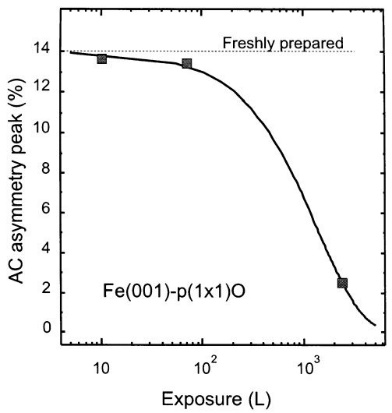 AC asymmetry peak (%)
14
12
10
8
6
4
2
0
Freshly prepared
Fe(001)-p(1x1)O
10
10²
10³
Exposure (L)